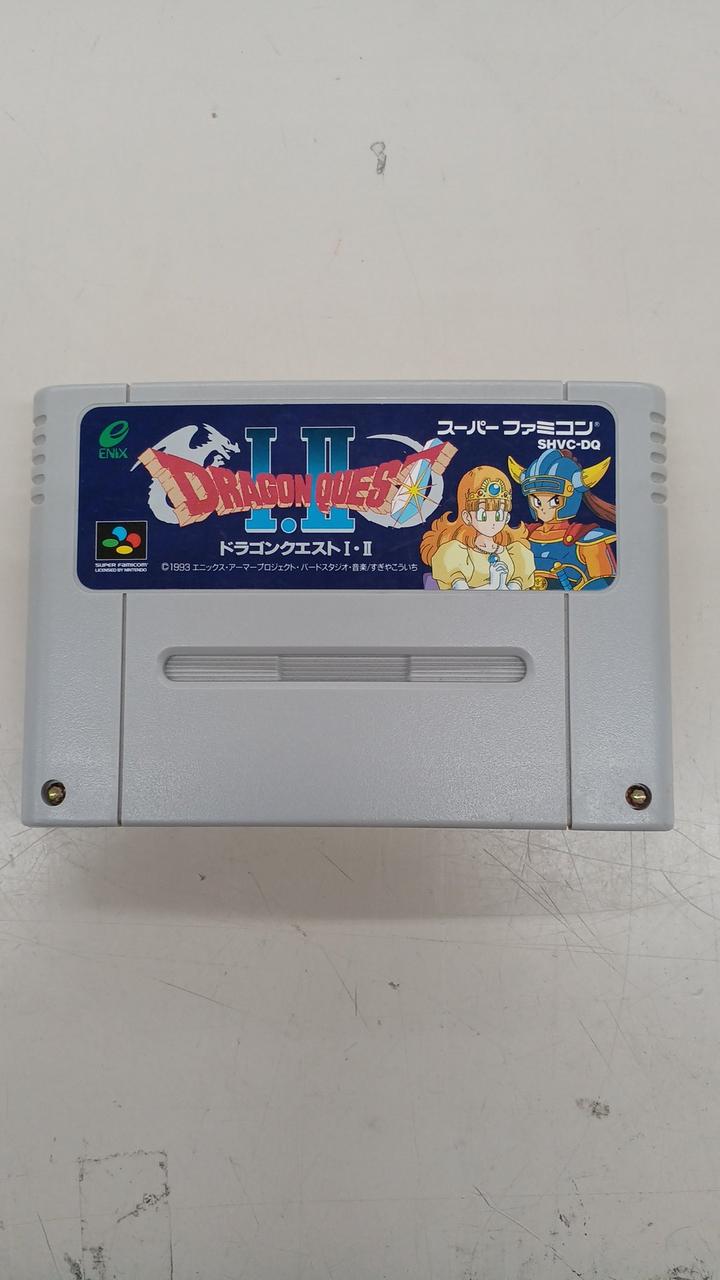 ENIX
I.II
DRAGON QUEST
スーパーファミコン®
SHVC-DQ
ドラゴンクエストI・II
©1993 エニックス・アーマープロジェクト・バードスタジオ・音楽/すぎやこういち
SUPER FAMICOM
LICENSED BY NINTENDO